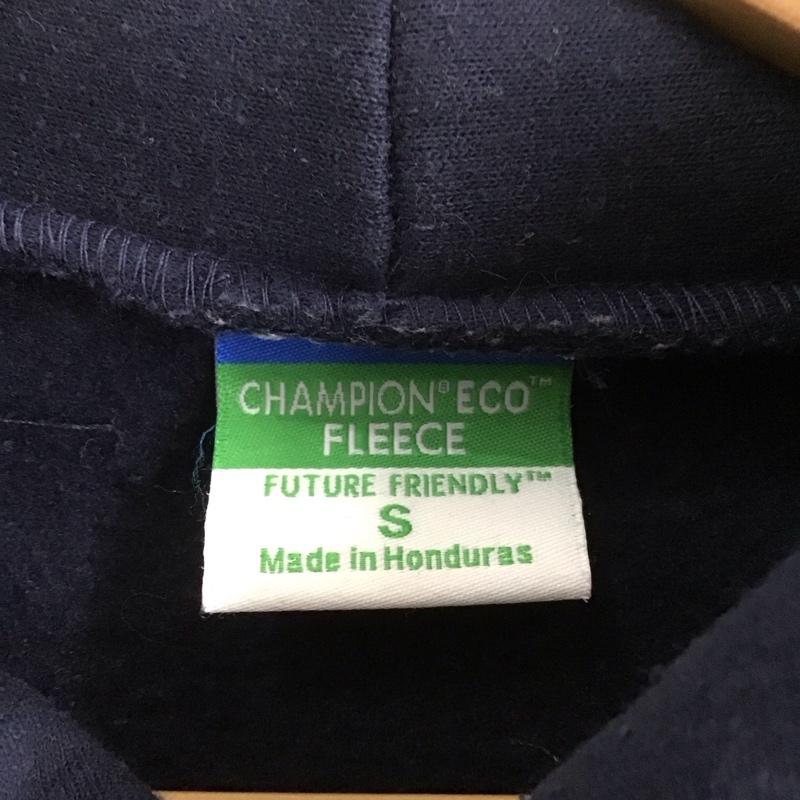 CHAMPION® ECO™
FLEECE
FUTURE FRIENDLY™
S
Made in Honduras